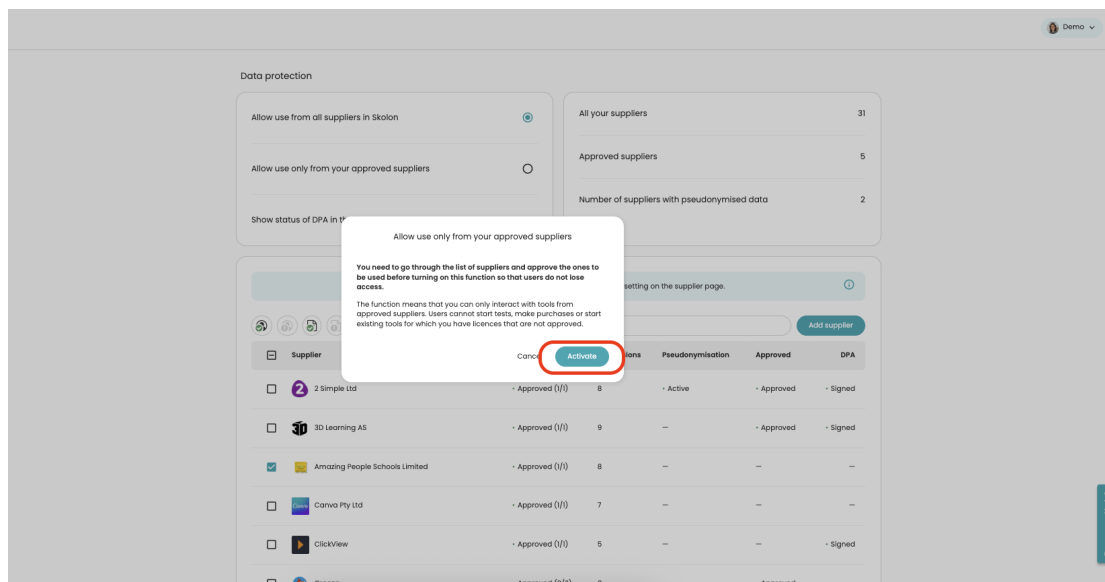 Demo
Data protection
Allow use from all suppliers in Skolon
All your suppliers 31
Allow use only from your approved suppliers
Approved suppliers 5
Number of suppliers with pseudonymised data 2
Show status of DPA in
Allow use only from your approved suppliers
You need to go through the list of suppliers and approve the ones to
be used before turning on this function so that users do not lose
access.
setting on the supplier page.
The function means that you can only interact with tools from
approved suppliers. Users cannot start tests, make purchases or start
existing tools for which you have licences that are not approved.
Add supplier
Activate
Supplier Pseudonymisation Approved DPA
2 Simple Ltd • Approved (1/1) 8 • Active • Approved • Signed
3D Learning AS • Approved (1/1) 9 — • Approved • Signed
Amazing People Schools Limited • Approved (1/1) 8 — — —
Canva Pty Ltd • Approved (1/1) 7 — — —
ClickView • Approved (1/1) 5 — — • Signed